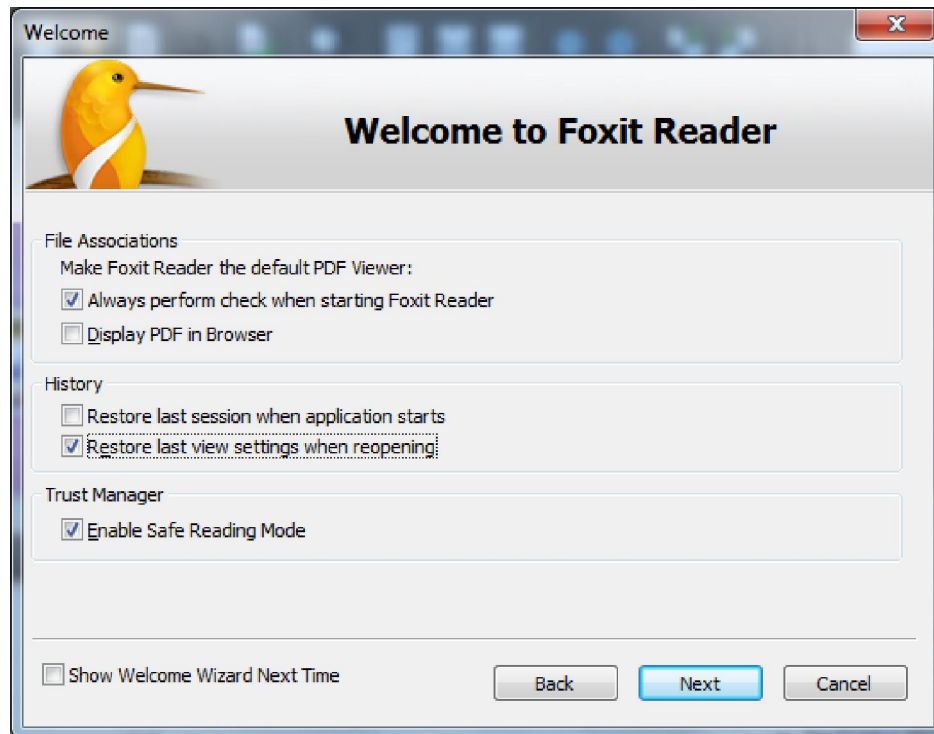 Welcome
Welcome to Foxit Reader
File Associations
Make Foxit Reader the default PDF Viewer:
Always perform check when starting Foxit Reader
Display PDF in Browser
History
Restore last session when application starts
Restore last view settings when reopening
Trust Manager
Enable Safe Reading Mode
Show Welcome Wizard Next Time
Back Next Cancel